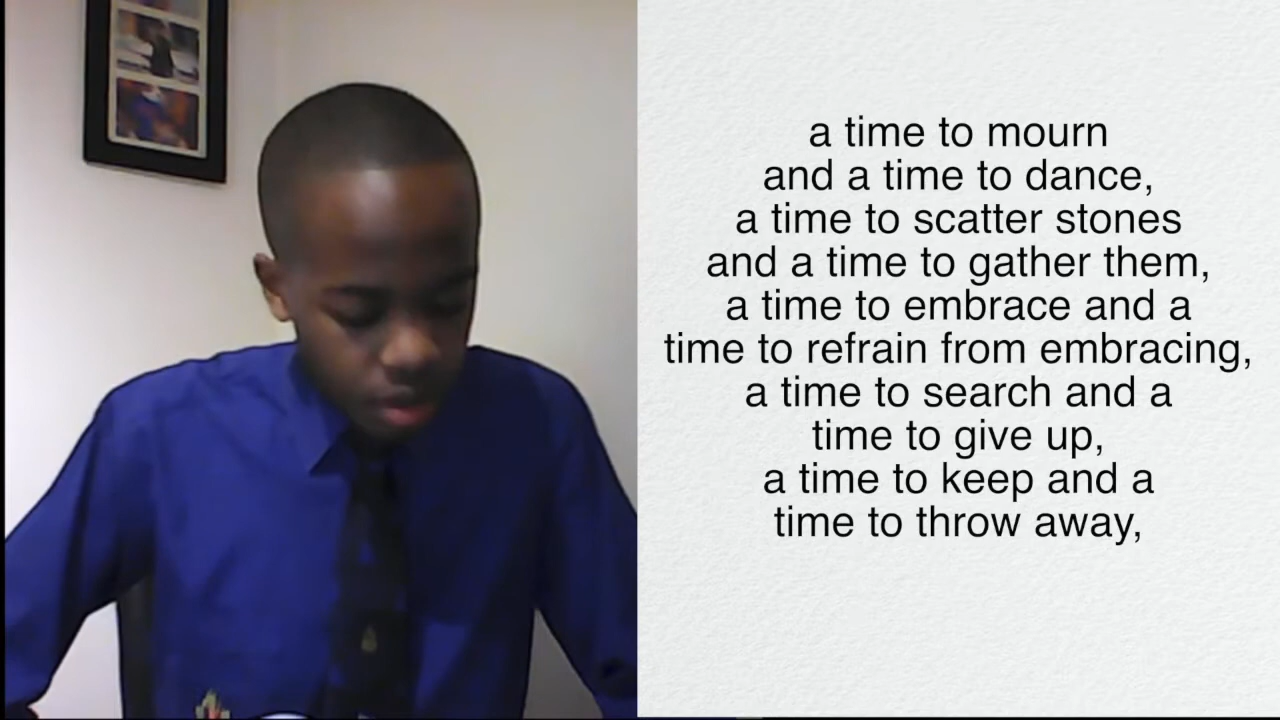 a time to mourn
and a time to dance,
a time to scatter stones
and a time to gather them,
a time to embrace and a
time to refrain from embracing,
a time to search and a
time to give up,
a time to keep and a
time to throw away,